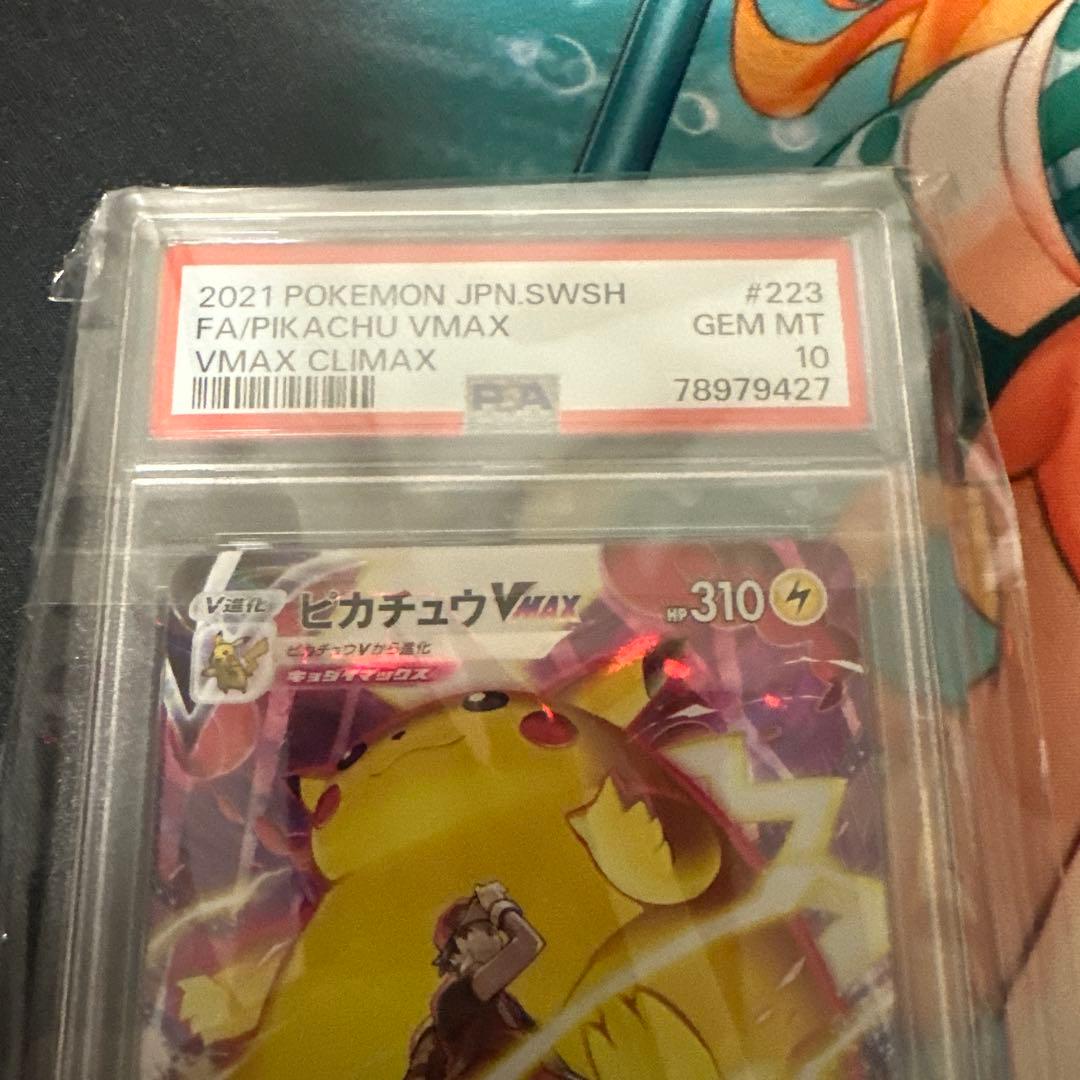 2021 POKEMON JPN.SWSH #223
FA/PIKACHU VMAX GEM MT
VMAX CLIMAX 10
PSA 78979427
V進化 ピカチュウVMAX HP310
ピカチュウVから進化
キョダイマックス